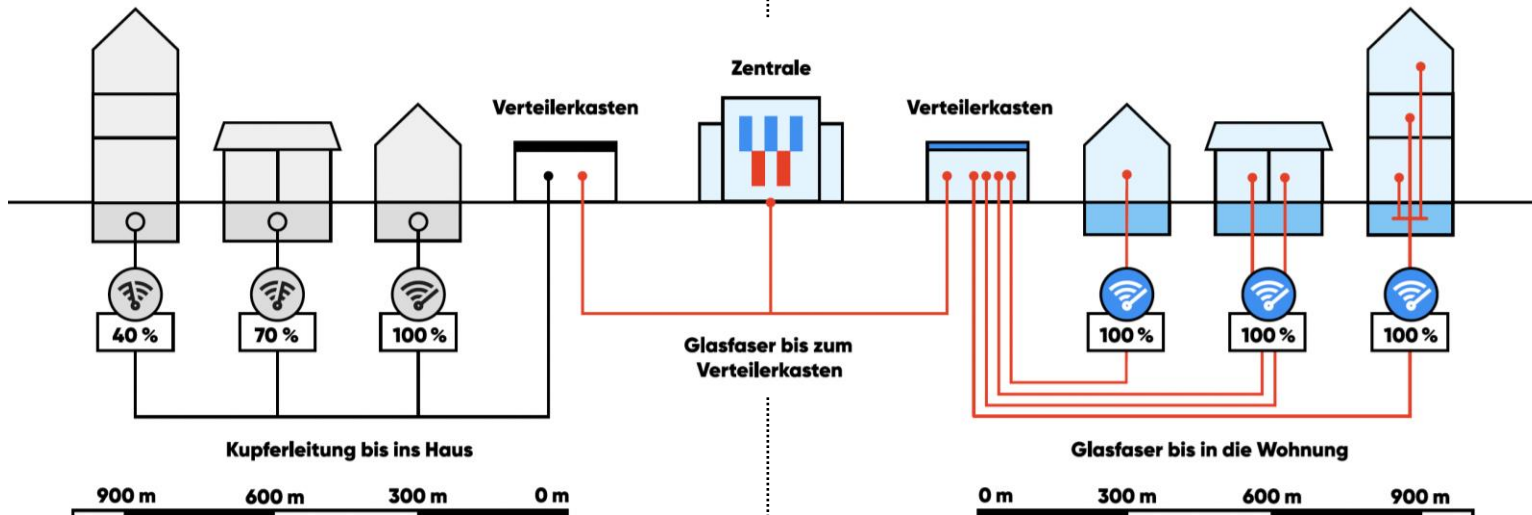 Zentrale
Verteilerkasten
Verteilerkasten
40 %
70 %
100 %
100 %
100 %
100 %
Glasfaser bis zum
Verteilerkasten
Kupferleitung bis ins Haus
Glasfaser bis in die Wohnung
900 m
600 m
300 m
0 m
0 m
300 m
600 m
900 m